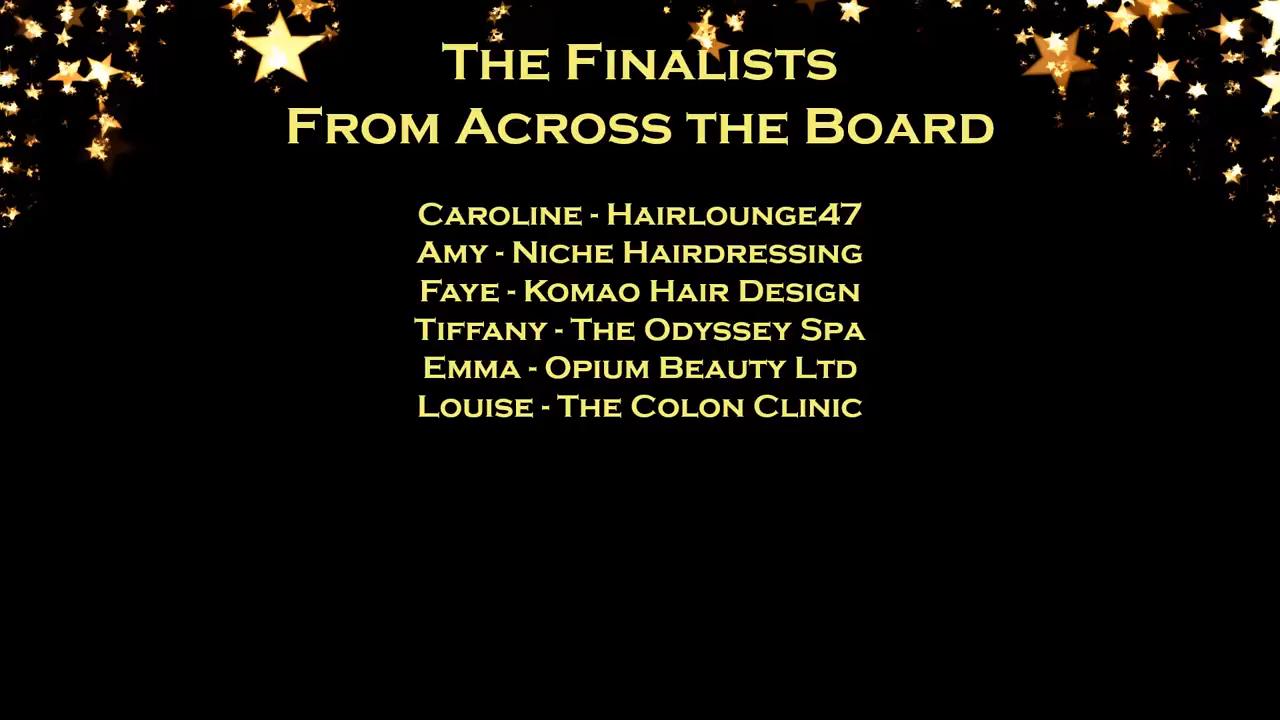 The Finalists
From Across the Board
Caroline - Hairlounge47
Amy - Niche Hairdressing
Faye - Komao Hair Design
Tiffany - The Odyssey Spa
Emma - Opium Beauty Ltd
Louise - The Colon Clinic